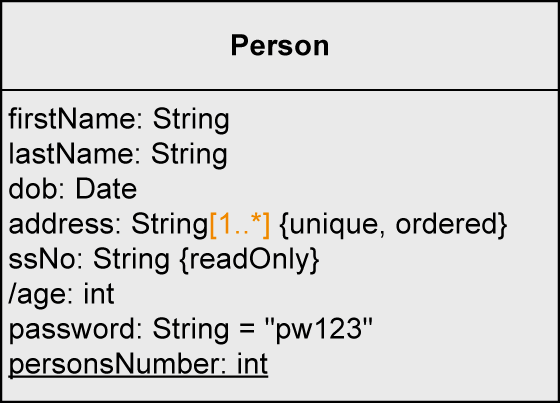 Person
firstName: String
lastName: String
dob: Date
address: String[1..*] {unique, ordered}
ssNo: String {readOnly}
/age: int
password: String = "pw123"
personsNumber: int